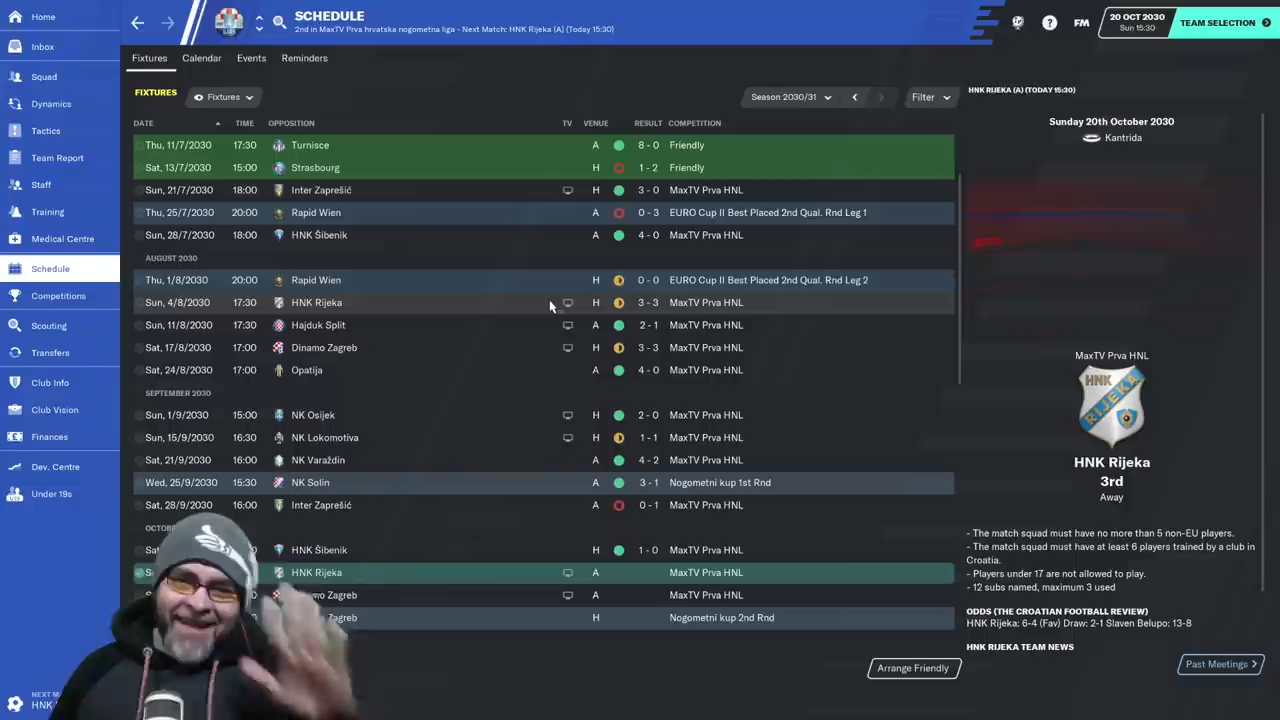 Home
Inbox
Squad
Dynamics
Tactics
Team Report
Staff
Training
Medical Centre
Schedule
Competitions
Scouting
Transfers
Club Info
Club Vision
Finances
Dev. Centre
Under 19s
NEXT M
HNK
SCHEDULE
2nd in MaxTV Prva hrvatska nogometna liga - Next Match: HNK Rijeka (A) (Today 15:30)
FM
20 OCT 2030
Sun 15:30
TEAM SELECTION
Fixtures Calendar Events Reminders
FIXTURES Fixtures Season 2030/31 Filter
DATE TIME OPPOSITION TV VENUE RESULT COMPETITION
Thu, 11/7/2030 17:30 Turnisce A 8 - 0 Friendly
Sat, 13/7/2030 15:00 Strasbourg H 1 - 2 Friendly
Sun, 21/7/2030 18:00 Inter Zaprešić H 3 - 0 MaxTV Prva HNL
Thu, 25/7/2030 20:00 Rapid Wien A 0 - 3 EURO Cup II Best Placed 2nd Qual. Rnd Leg 1
Sun, 28/7/2030 18:00 HNK Šibenik A 4 - 0 MaxTV Prva HNL
AUGUST 2030
Thu, 1/8/2030 20:00 Rapid Wien H 0 - 0 EURO Cup II Best Placed 2nd Qual. Rnd Leg 2
Sun, 4/8/2030 17:30 HNK Rijeka H 3 - 3 MaxTV Prva HNL
Sun, 11/8/2030 17:30 Hajduk Split A 2 - 1 MaxTV Prva HNL
Sat, 17/8/2030 17:00 Dinamo Zagreb H 3 - 3 MaxTV Prva HNL
Sat, 24/8/2030 17:00 Opatija A 4 - 0 MaxTV Prva HNL
SEPTEMBER 2030
Sun, 1/9/2030 15:00 NK Osijek H 2 - 0 MaxTV Prva HNL
Sun, 15/9/2030 16:30 NK Lokomotiva H 1 - 1 MaxTV Prva HNL
Sat, 21/9/2030 16:00 NK Varaždin A 4 - 2 MaxTV Prva HNL
Wed, 25/9/2030 15:30 NK Solin A 3 - 1 Nogometni kup 1st Rnd
Sat, 28/9/2030 16:00 Inter Zaprešić A 0 - 1 MaxTV Prva HNL
OCTO
Sat 0 HNK Šibenik H 1 - 0 MaxTV Prva HNL
S HNK Rijeka A MaxTV Prva HNL
S mo Zagreb A MaxTV Prva HNL
Zagreb H Nogometni kup 2nd Rnd
Arrange Friendly
HNK RIJEKA (A) (TODAY 15:30)
Sunday 20th October 2030
Kantrida
MaxTV Prva HNL
HNK
RIJEKA
HNK Rijeka
3rd
Away
- The match squad must have no more than 5 non-EU players.
- The match squad must have at least 6 players trained by a club in
Croatia.
- Players under 17 are not allowed to play.
- 12 subs named, maximum 3 used
ODDS (THE CROATIAN FOOTBALL REVIEW)
HNK Rijeka: 6-4 (Fav) Draw: 2-1 Slaven Belupo: 13-8
HNK RIJEKA TEAM NEWS
Past Meetings